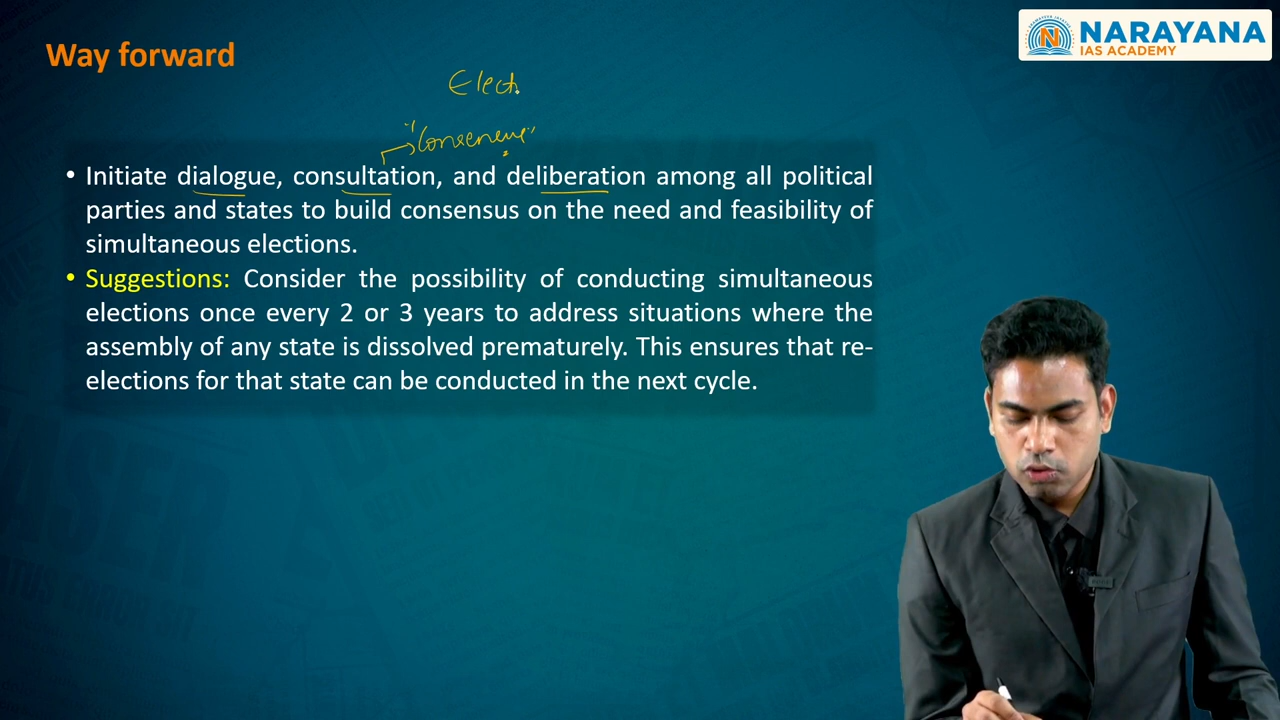 Way forward
NARAYANA
IAS ACADEMY
Elect
"Consensus"
• Initiate dialogue, consultation, and deliberation among all political
parties and states to build consensus on the need and feasibility of
simultaneous elections.
• Suggestions: Consider the possibility of conducting simultaneous
elections once every 2 or 3 years to address situations where the
assembly of any state is dissolved prematurely. This ensures that re-
elections for that state can be conducted in the next cycle.